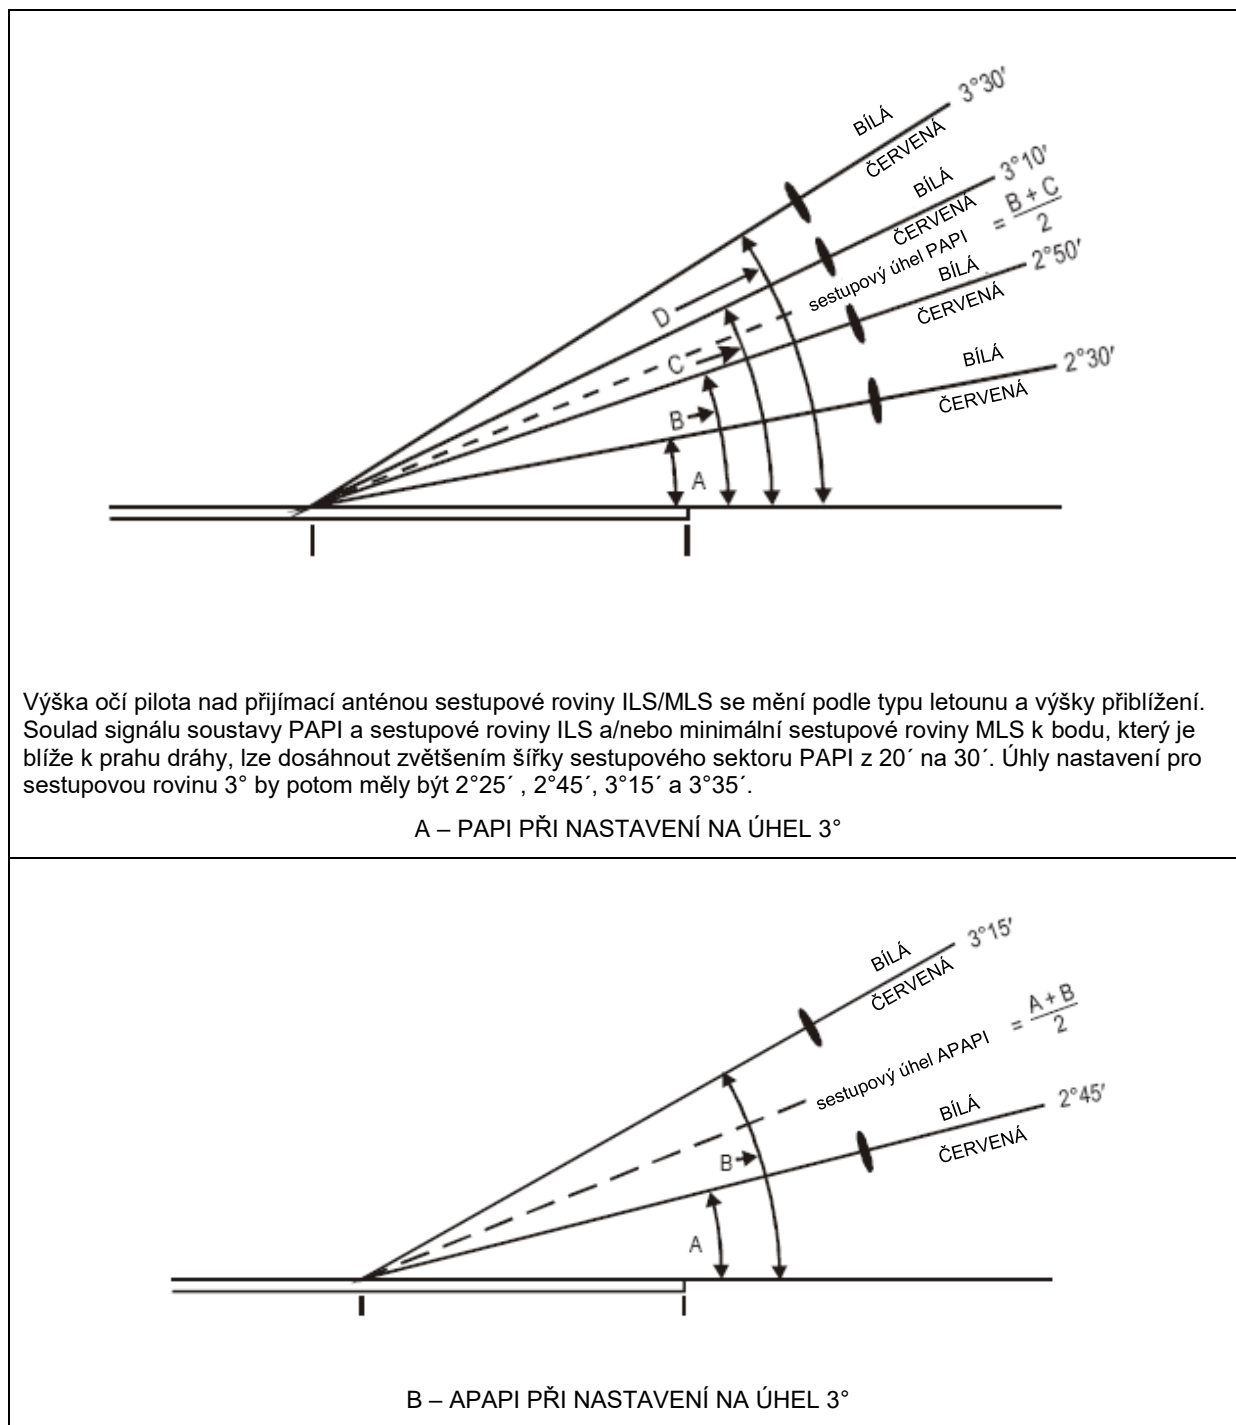 3°30′
BÍLÁ
ČERVENÁ
3°10′
BÍLÁ
ČERVENÁ
sestupový úhel PAPI = B + C / 2
BÍLÁ
2°50′
ČERVENÁ
D
C
BÍLÁ
2°30′
ČERVENÁ
B
A
Výška očí pilota nad přijímací anténou sestupové roviny ILS/MLS se mění podle typu letounu a výšky přiblížení.
Soulad signálu soustavy PAPI a sestupové roviny ILS a/nebo minimální sestupové roviny MLS k bodu, který je
blíže k prahu dráhy, lze dosáhnout zvětšením šířky sestupového sektoru PAPI z 20´ na 30´. Úhly nastavení pro
sestupovou rovinu 3° by potom měly být 2°25´ , 2°45´, 3°15´ a 3°35´.
A – PAPI PŘI NASTAVENÍ NA ÚHEL 3°
3°15′
BÍLÁ
ČERVENÁ
sestupový úhel APAPI = A + B / 2
BÍLÁ
2°45′
ČERVENÁ
B
A
B – APAPI PŘI NASTAVENÍ NA ÚHEL 3°